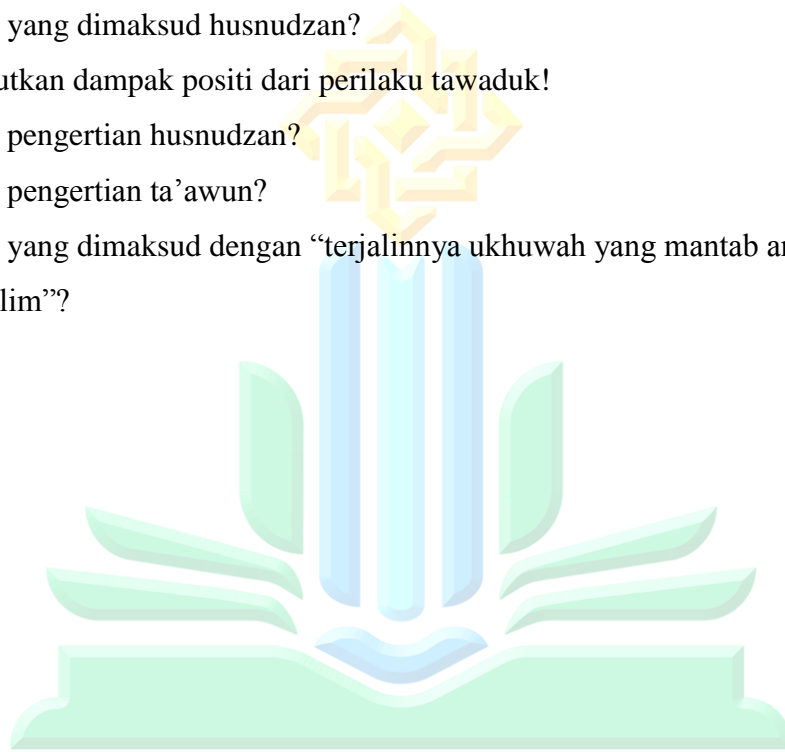 yang dimaksud husnudzan?
utkan dampak positi dari perilaku tawaduk!
pengertian husnudzan?
pengertian ta’awun?
yang dimaksud dengan “terjalinnya ukhuwah yang mantab a
lim”?